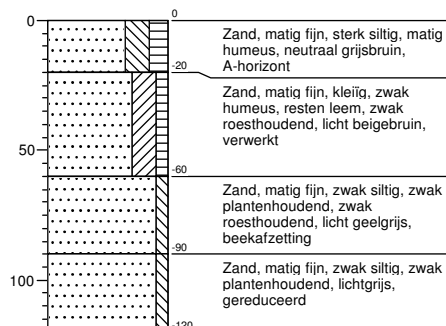 0
0
Zand, matig fijn, sterk siltig, matig
humeus, neutraal grijsbruin,
A-horizont
-20
Zand, matig fijn, kleiïg, zwak
humeus, resten leem, zwak
roesthoudend, licht beigebruin,
verwerkt
50
-60
Zand, matig fijn, zwak siltig, zwak
plantenhoudend, zwak
roesthoudend, licht geelgrijs,
beekafzetting
-90
Zand, matig fijn, zwak siltig, zwak
plantenhoudend, lichtgrijs,
gereduceerd
100
-120